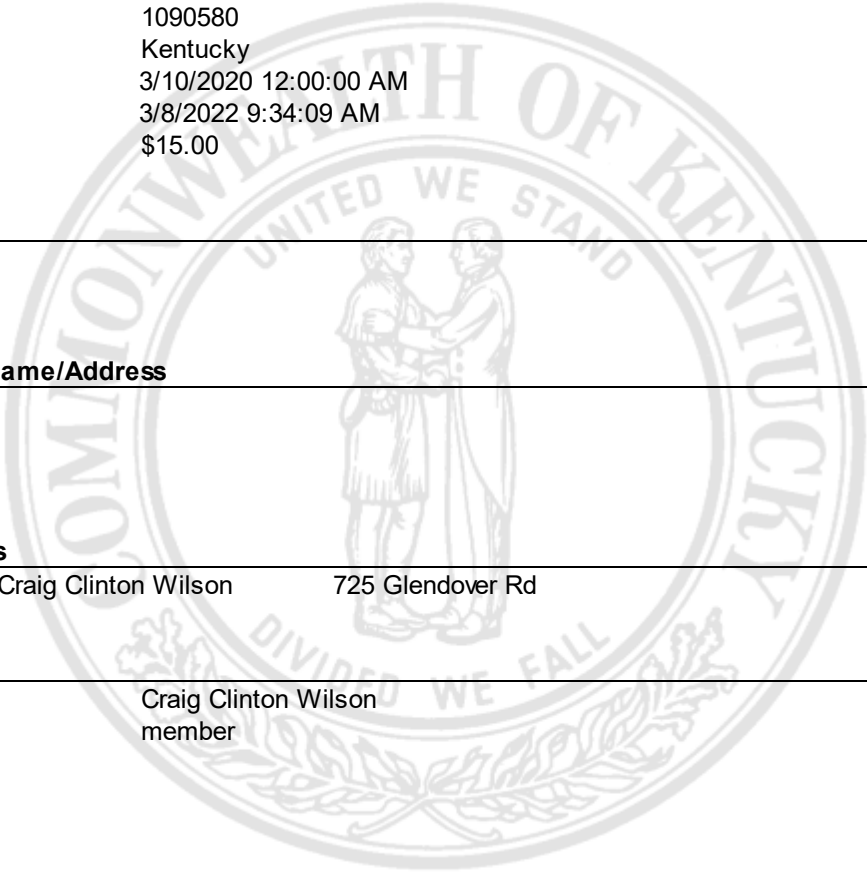 1090580
Kentucky
3/10/2020 12:00:00 AM
3/8/2022 9:34:09 AM
$15.00
COMMONWEALTH OF KENTUCKY
UNITED WE STAND
ame/Address
s
Craig Clinton Wilson 725 Glendover Rd
DIVIDED WE FALL
Craig Clinton Wilson
member